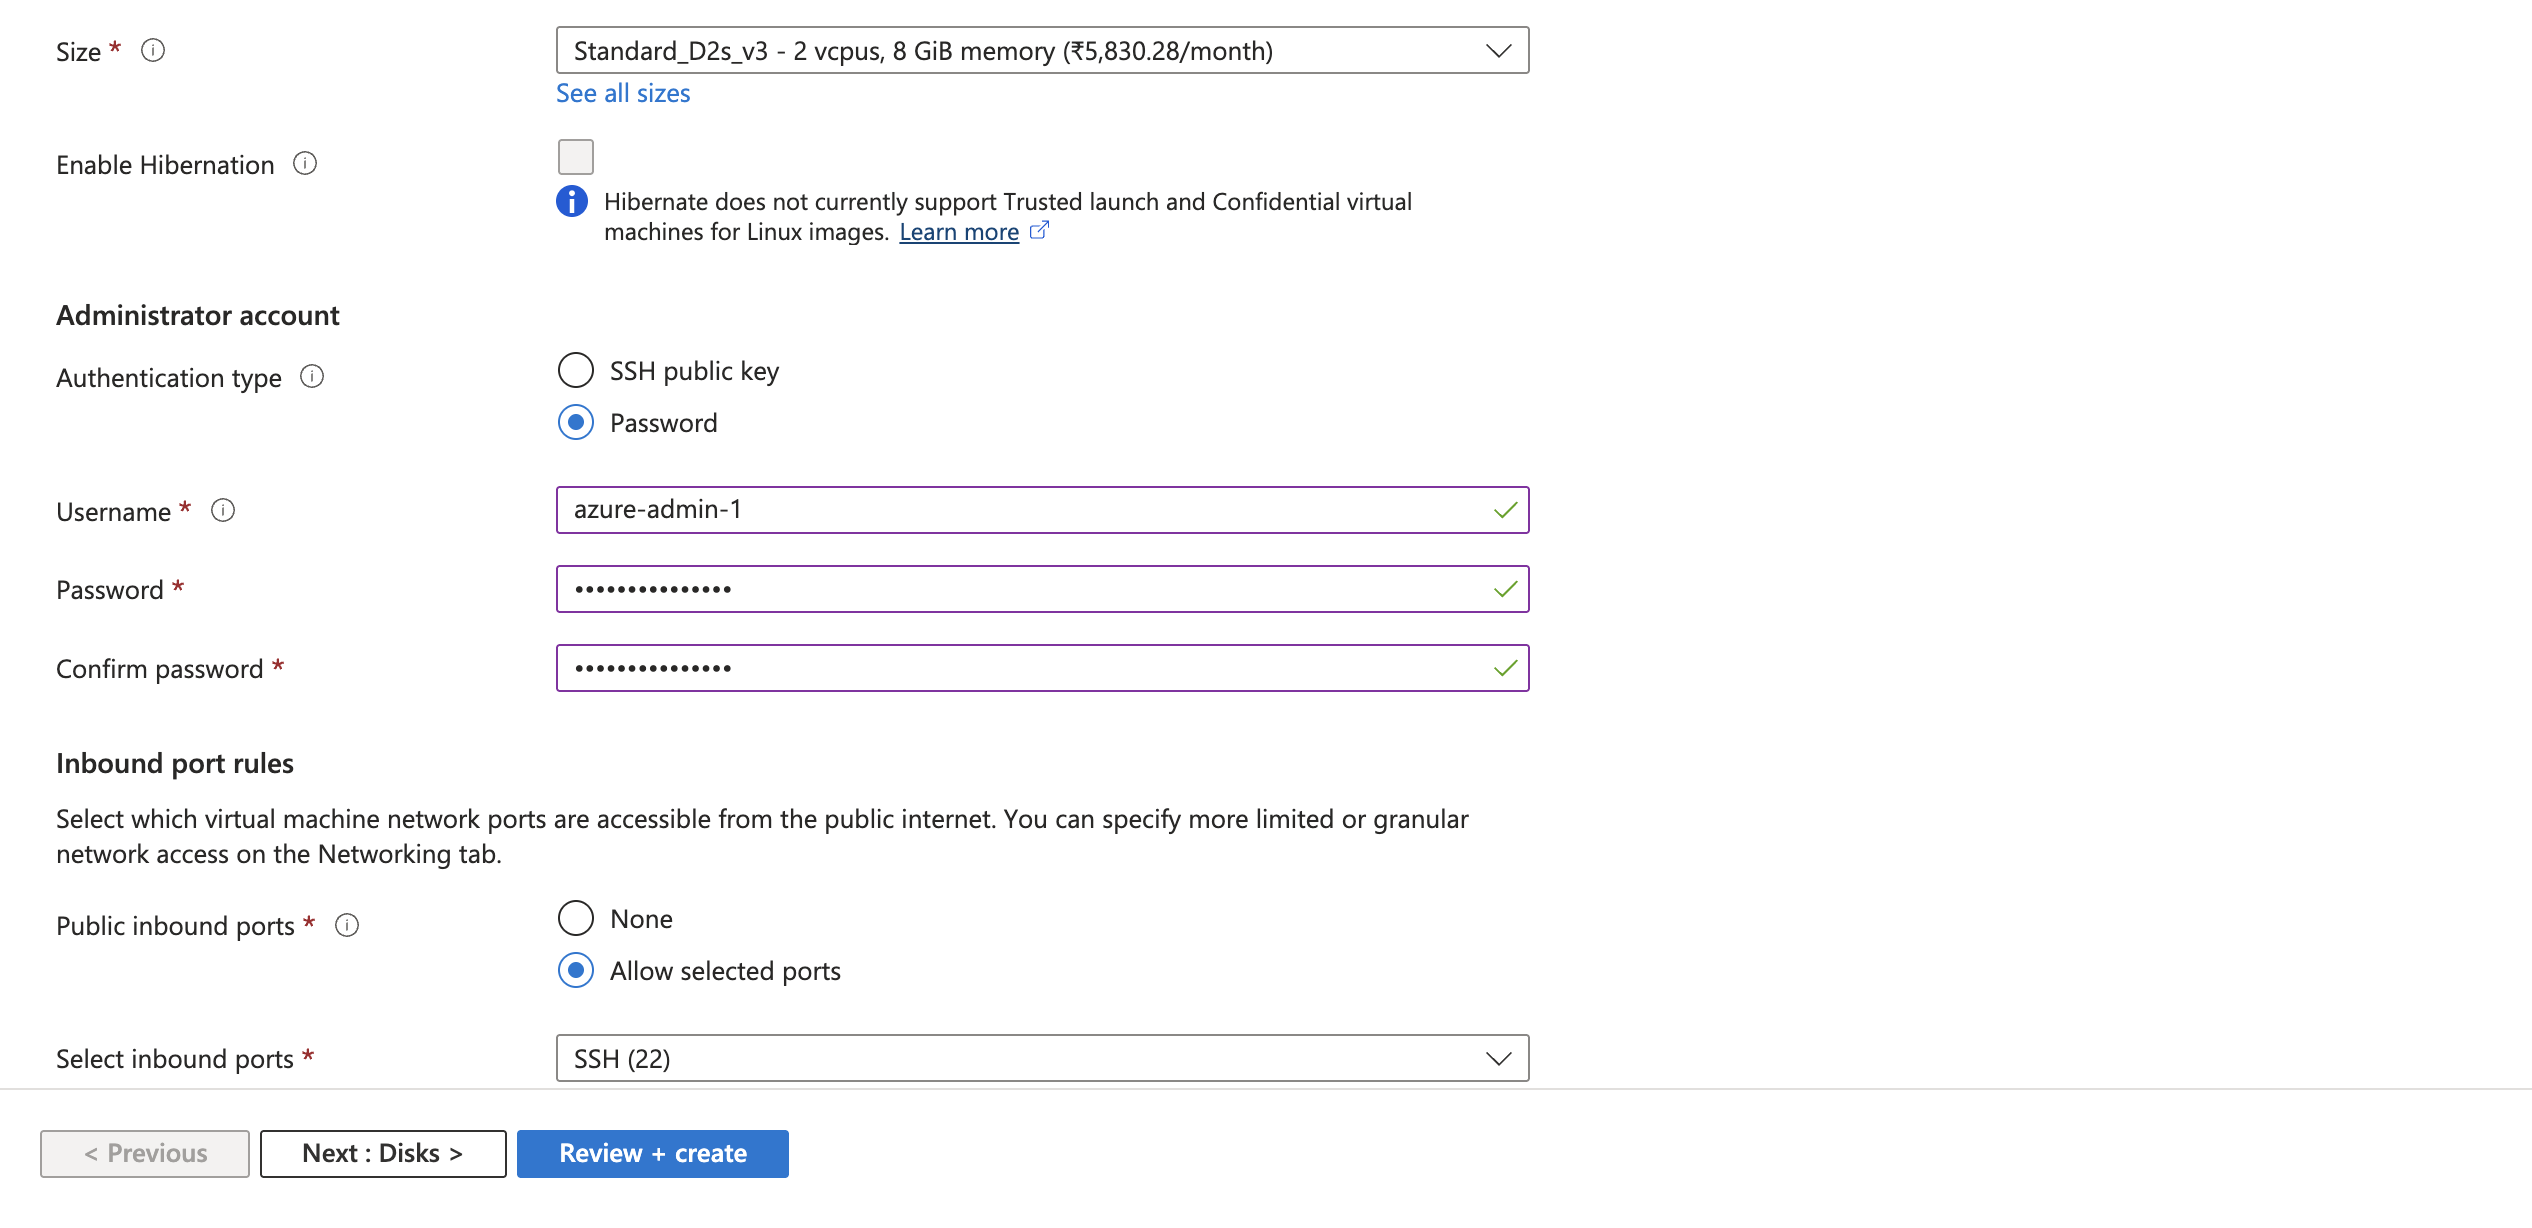 Size *
Standard_D2s_v3 - 2 vcpus, 8 GiB memory (₹5,830.28/month)
See all sizes
Enable Hibernation
Hibernate does not currently support Trusted launch and Confidential virtual
machines for Linux images. Learn more
Administrator account
Authentication type
SSH public key
Password
Username *
azure-admin-1
Password *
•••••••••••••••
Confirm password *
•••••••••••••••
Inbound port rules
Select which virtual machine network ports are accessible from the public internet. You can specify more limited or granular
network access on the Networking tab.
Public inbound ports *
None
Allow selected ports
Select inbound ports *
SSH (22)
< Previous
Next : Disks >
Review + create